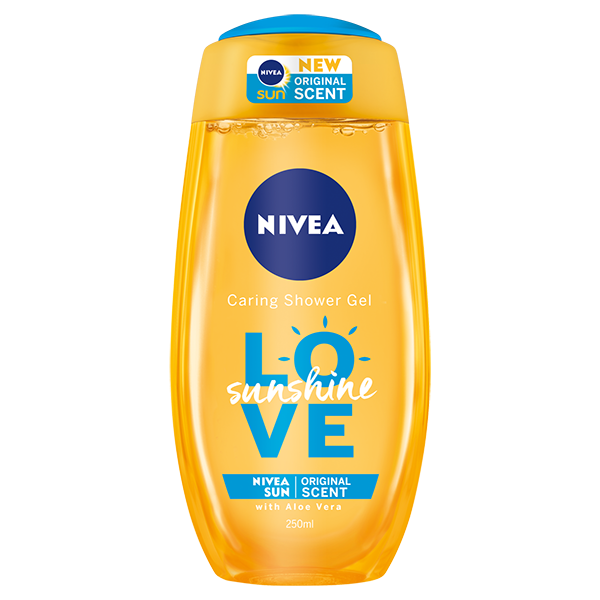 NIVEA
sun
NEW
ORIGINAL
SCENT
NIVEA
Caring Shower Gel
LO
sunshine
VE
NIVEA
SUN
ORIGINAL
SCENT
with Aloe Vera
250ml